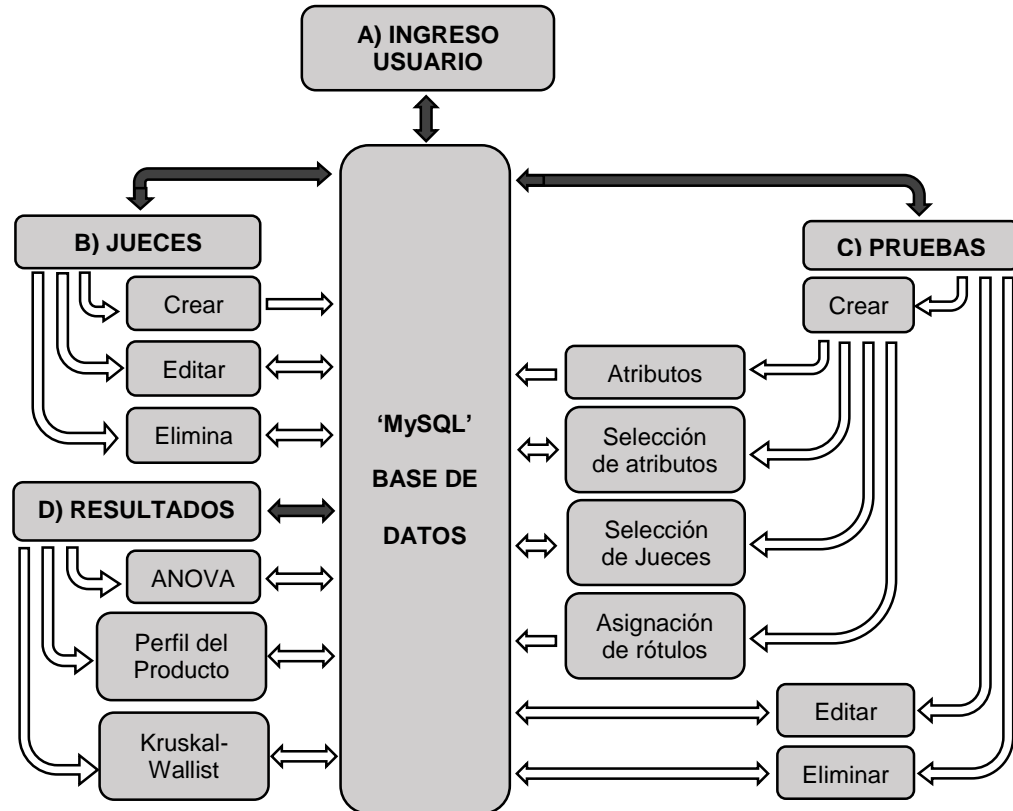 A) INGRESO
USUARIO
B) JUECES
Crear
Editar
Elimina
D) RESULTADOS
ANOVA
Perfil del
Producto
Kruskal-
Wallist
‘MySQL’
BASE DE
DATOS
C) PRUEBAS
Crear
Atributos
Selección
de atributos
Selección
de Jueces
Asignación
de rótulos
Editar
Eliminar